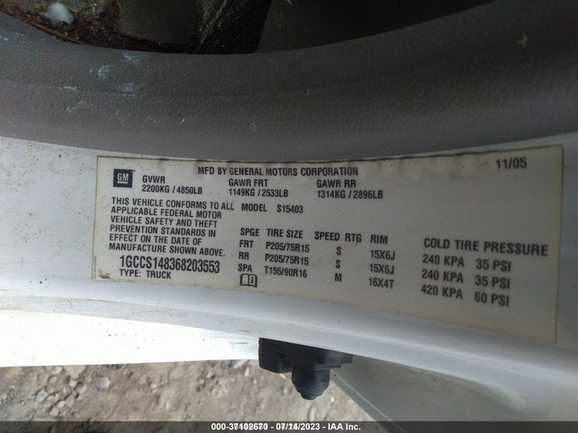 MFD BY GENERAL MOTORS CORPORATION 11/05
GM GVWR GAWR FRT GAWR RR
2200KG / 4850LB 1149KG / 2533LB 1314KG / 2896LB
THIS VEHICLE CONFORMS TO ALL MODEL S15403
APPLICABLE FEDERAL MOTOR
VEHICLE SAFETY AND THEFT
PREVENTION STANDARDS IN
EFFECT ON THE DATE OF
MANUFACTURE SHOWN ABOVE.
1GCCS148368203553
TYPE: TRUCK
SPGE TIRE SIZE SPEED RTG RIM COLD TIRE PRESSURE
FRT P205/75R15 S 15X6J 240 KPA 35 PSI
RR P205/75R15 S 15X6J 240 KPA 35 PSI
SPA T155/90R16 M 16X4T 420 KPA 60 PSI
000-37102670 - 07/14/2023 - IAA Inc.